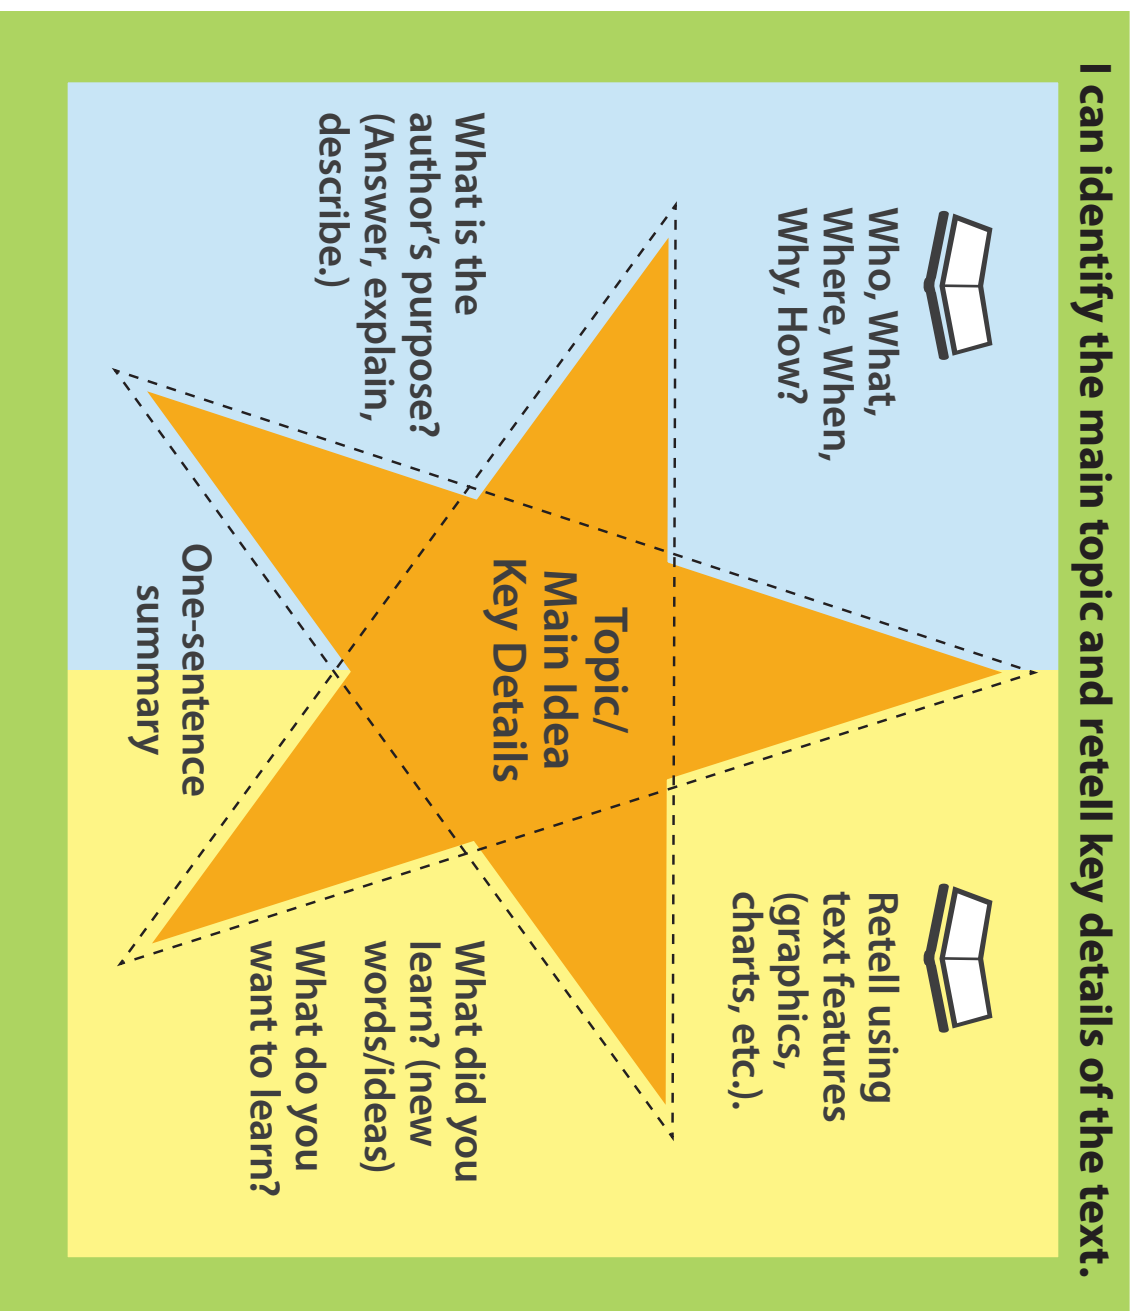 I can identify the main topic and retell key details of the text.
Who, What,
Where, When,
Why, How?
Retell using
text features
(graphics,
charts, etc.).
Topic/
Main Idea
Key Details
What is the
author’s purpose?
(Answer, explain,
describe.)
What did you
learn? (new
words/ideas)
What do you
want to learn?
One-sentence
summary